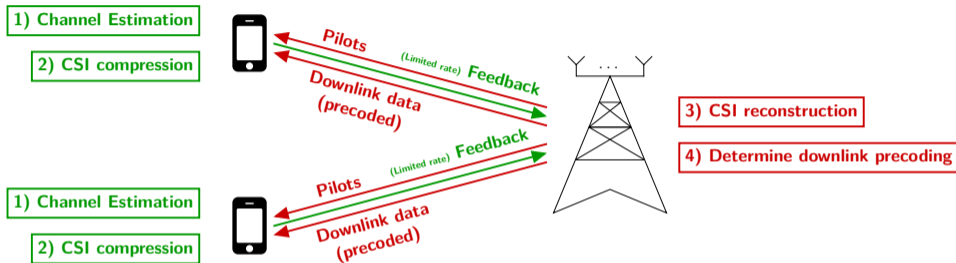 1) Channel Estimation
2) CSI compression
Pilots
(Limited rate) Feedback
Downlink data
(precoded)
. . .
3) CSI reconstruction
4) Determine downlink precoding
(Limited rate) Feedback
Pilots
Downlink data
(precoded)
1) Channel Estimation
2) CSI compression